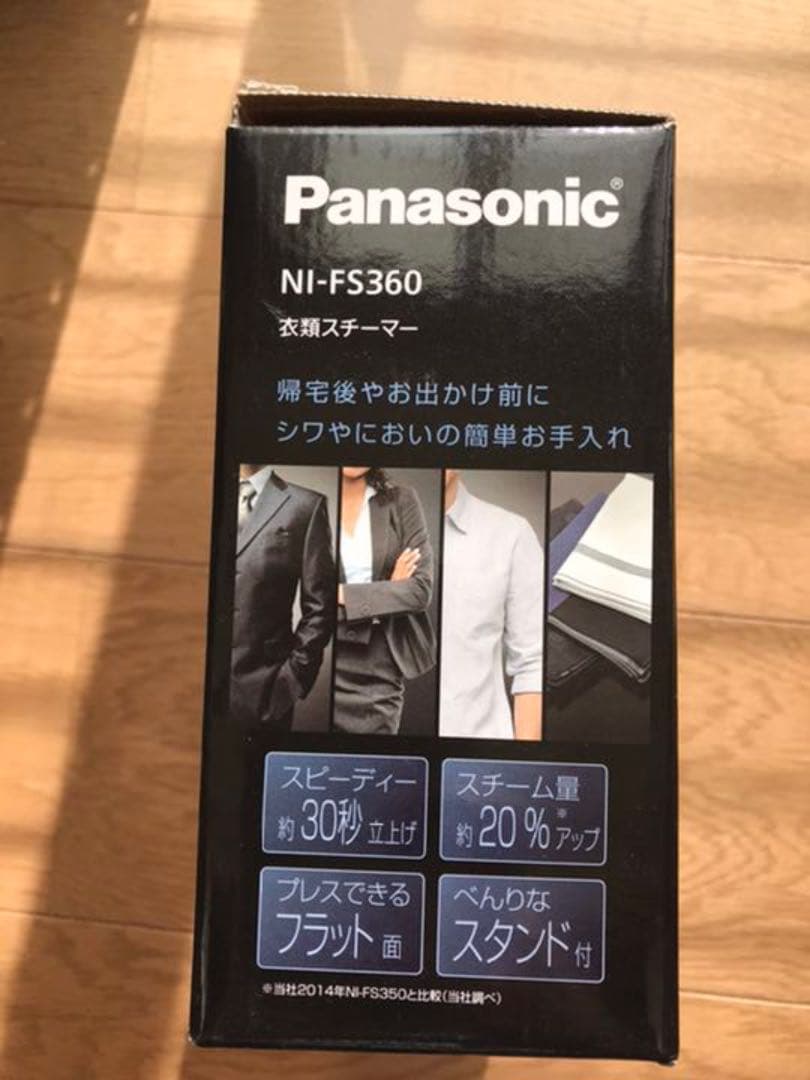 Panasonic®
NI-FS360
衣類スチーマー
帰宅後やお出かけ前に
シワやにおいの簡単お手入れ
スピーディー
約30秒立上げ
スチーム量
約20%※アップ
プレスできる
フラット面
べんりな
スタンド付
※当社2014年NI-FS350と比較(当社調べ)